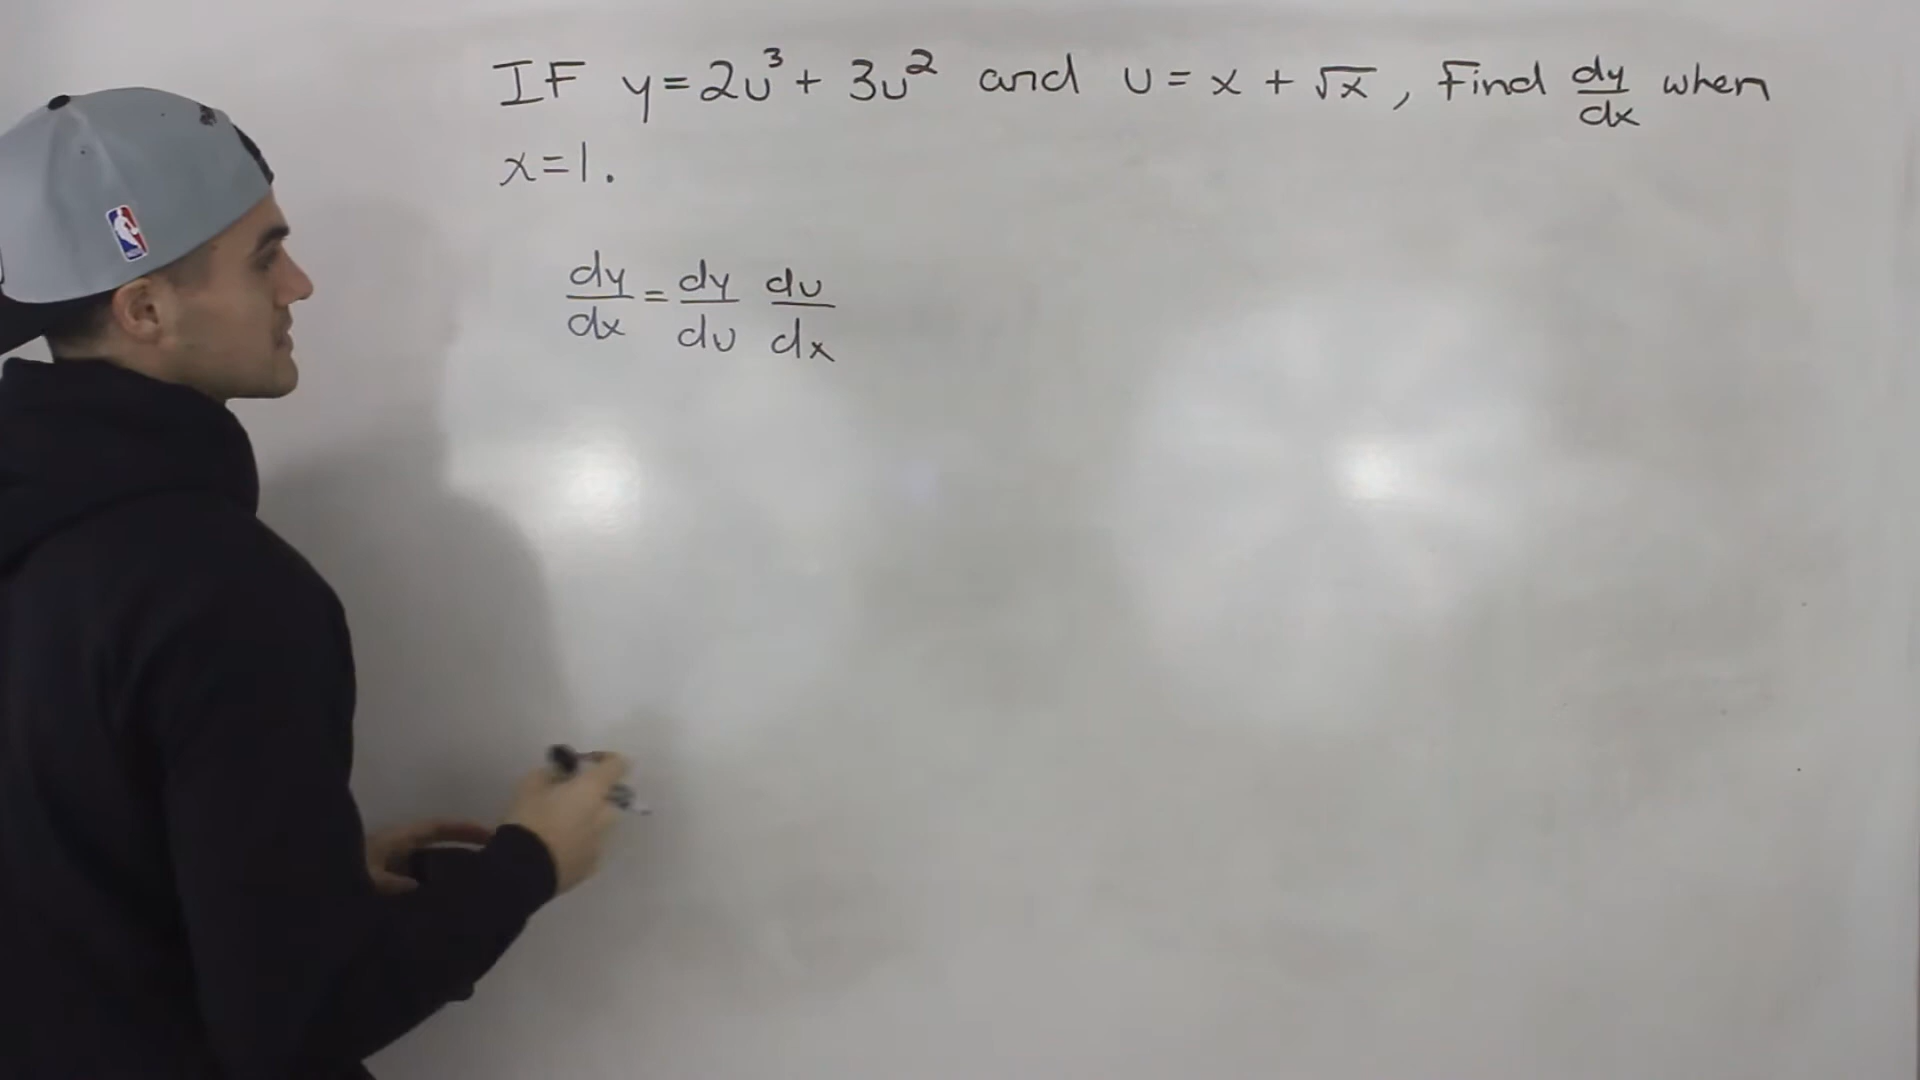 IF y=2u³+ 3u² and u = x + √x, Find dy/dx when
x=1.
dy/dx = dy/du du/dx